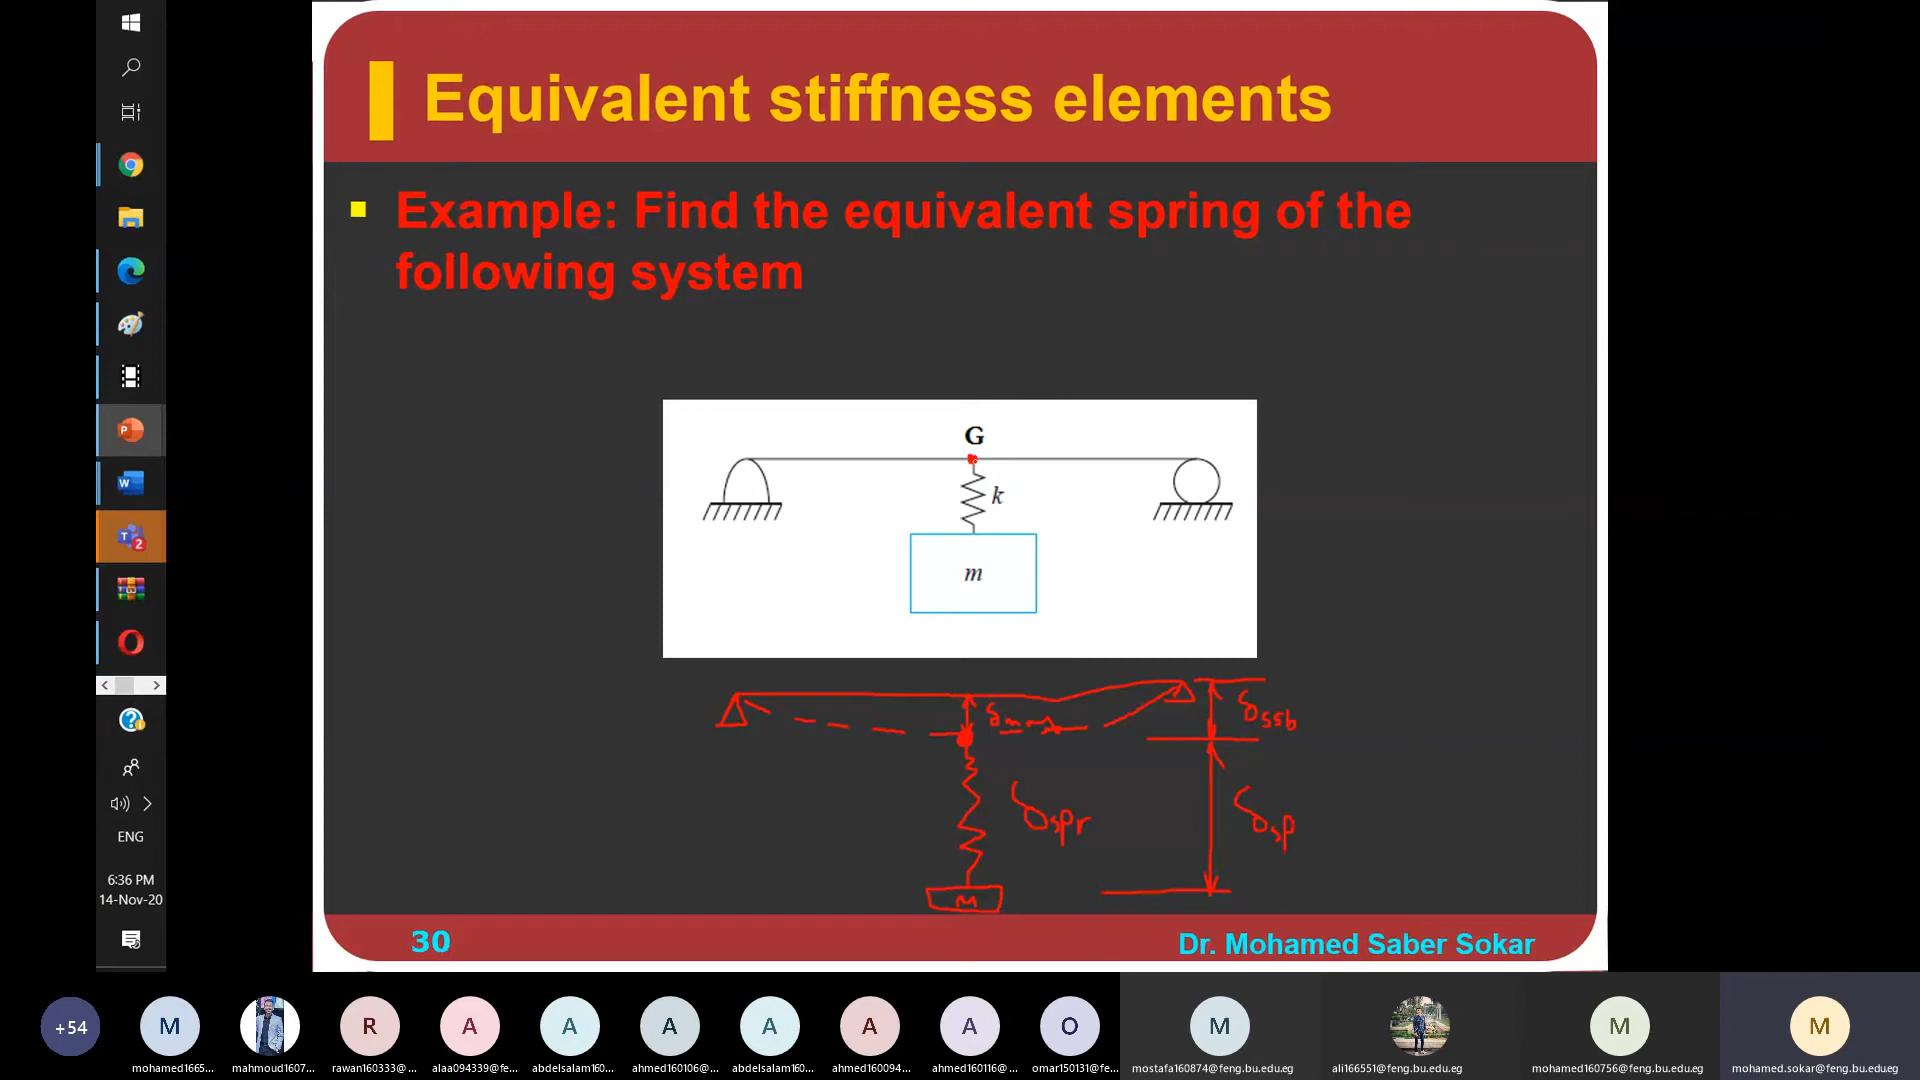 Equivalent stiffness elements
Example: Find the equivalent spring of the
following system
G
k
m
δssb
δspr
δsp
m
30
Dr. Mohamed Saber Sokar
ENG
6:36 PM
14-Nov-20
2
+54
M
R
A
A
A
A
A
A
O
M
M
M
mohamed1665...
mahmoud1607...
rawan160333@...
alaa094339@fe...
abdelsalam160...
ahmed160106@...
abdelsalam160...
ahmed160094...
ahmed160116@...
omar150131@fe...
mostafa160874@feng.bu.edu.eg
ali166551@feng.bu.edu.eg
mohamed160756@feng.bu.edu.eg
mohamed.sokar@feng.bu.edu.eg